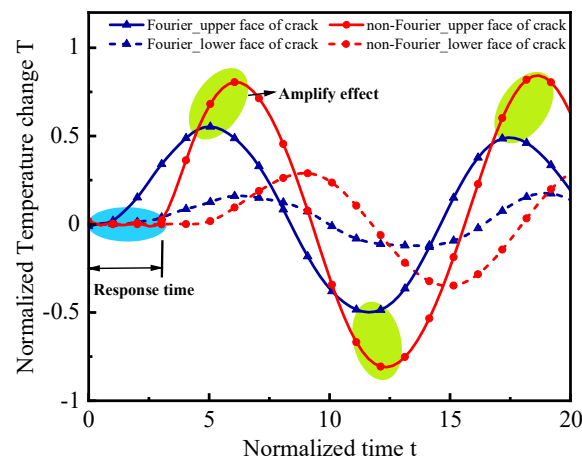 Fourier_upper face of crack non-Fourier_upper face of crack
Fourier_lower face of crack non-Fourier_lower face of crack
Amplify effect
Response time
Normalized Temperature change T
1
0.5
0
-0.5
-1
0 5 10 15 20
Normalized time t